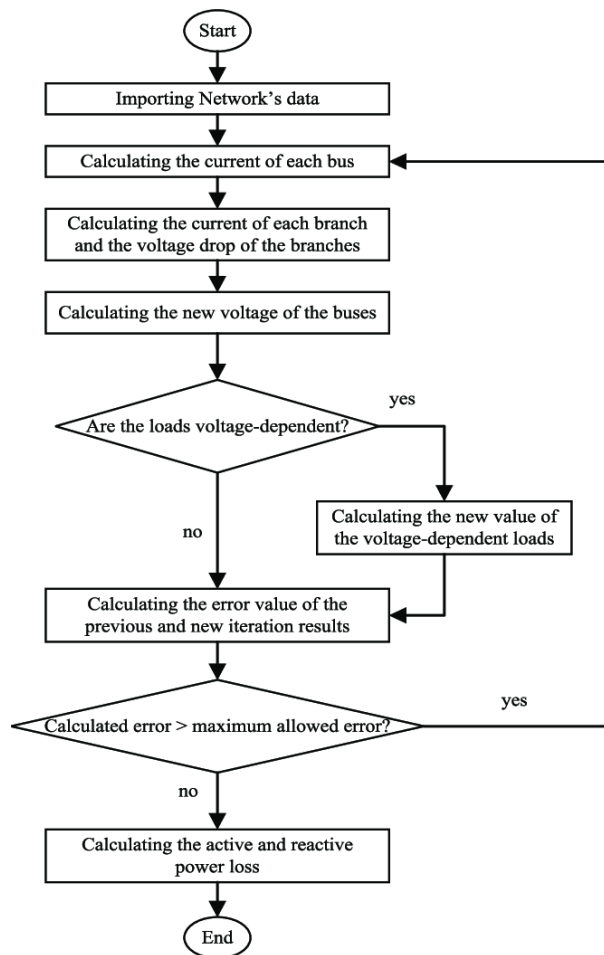 Start
Importing Network's data
Calculating the current of each bus
Calculating the current of each branch
and the voltage drop of the branches
Calculating the new voltage of the buses
yes
Are the loads voltage-dependent?
Calculating the new value of
the voltage-dependent loads
no
Calculating the error value of the
previous and new iteration results
yes
Calculated error > maximum allowed error?
no
Calculating the active and reactive
power loss
End